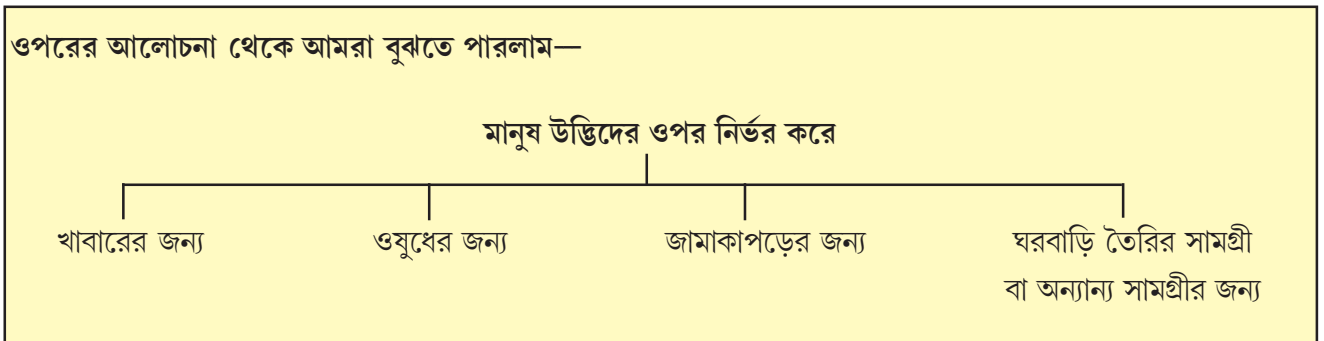 ওপরের আলোচনা থেকে আমরা বুঝতে পারলাম—
মানুষ উদ্ভিদের ওপর নির্ভর করে
খাবারের জন্য
ওষুধের জন্য
জামাকাপড়ের জন্য
ঘরবাড়ি তৈরির সামগ্রী
বা অন্যান্য সামগ্রীর জন্য